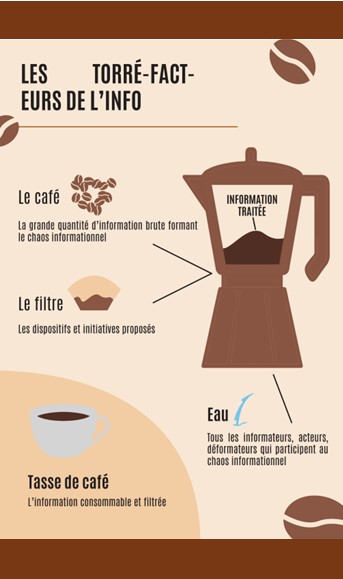 LES TORRÉ-FACT-
EURS DE L’INFO
INFORMATION
TRAITÉE
Le café
La grande quantité d’information brute formant
le chaos informationnel
Le filtre
Les dispositifs et initiatives proposés
Eau
Tous les informateurs, acteurs,
déformateurs qui participent au
chaos informationnel
Tasse de café
L’information consommable et filtrée